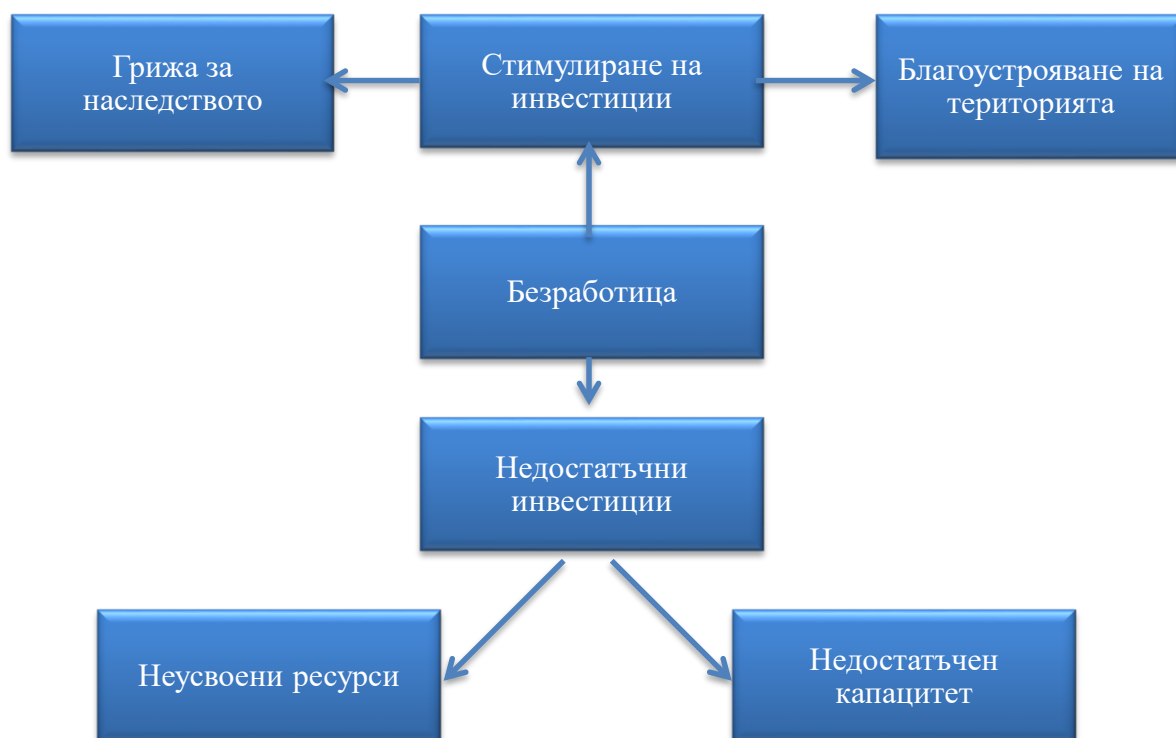 Грижа за
наследството
Стимулиране на
инвестиции
Благоустрояване на
територията
Безработица
Недостатъчни
инвестиции
Неусвоени ресурси
Недостатъчен
капацитет